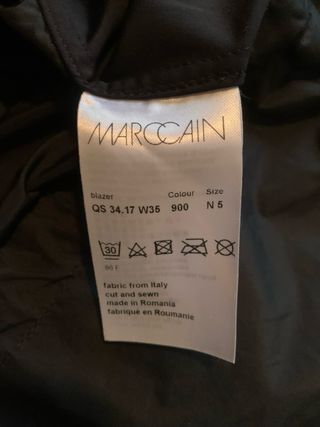 MARCCAIN
blazer Colour Size
QS 34.17 W35 900 N 5
30
86 F
fabric from Italy
cut and sewn
made in Romania
fabriqué en Roumanie